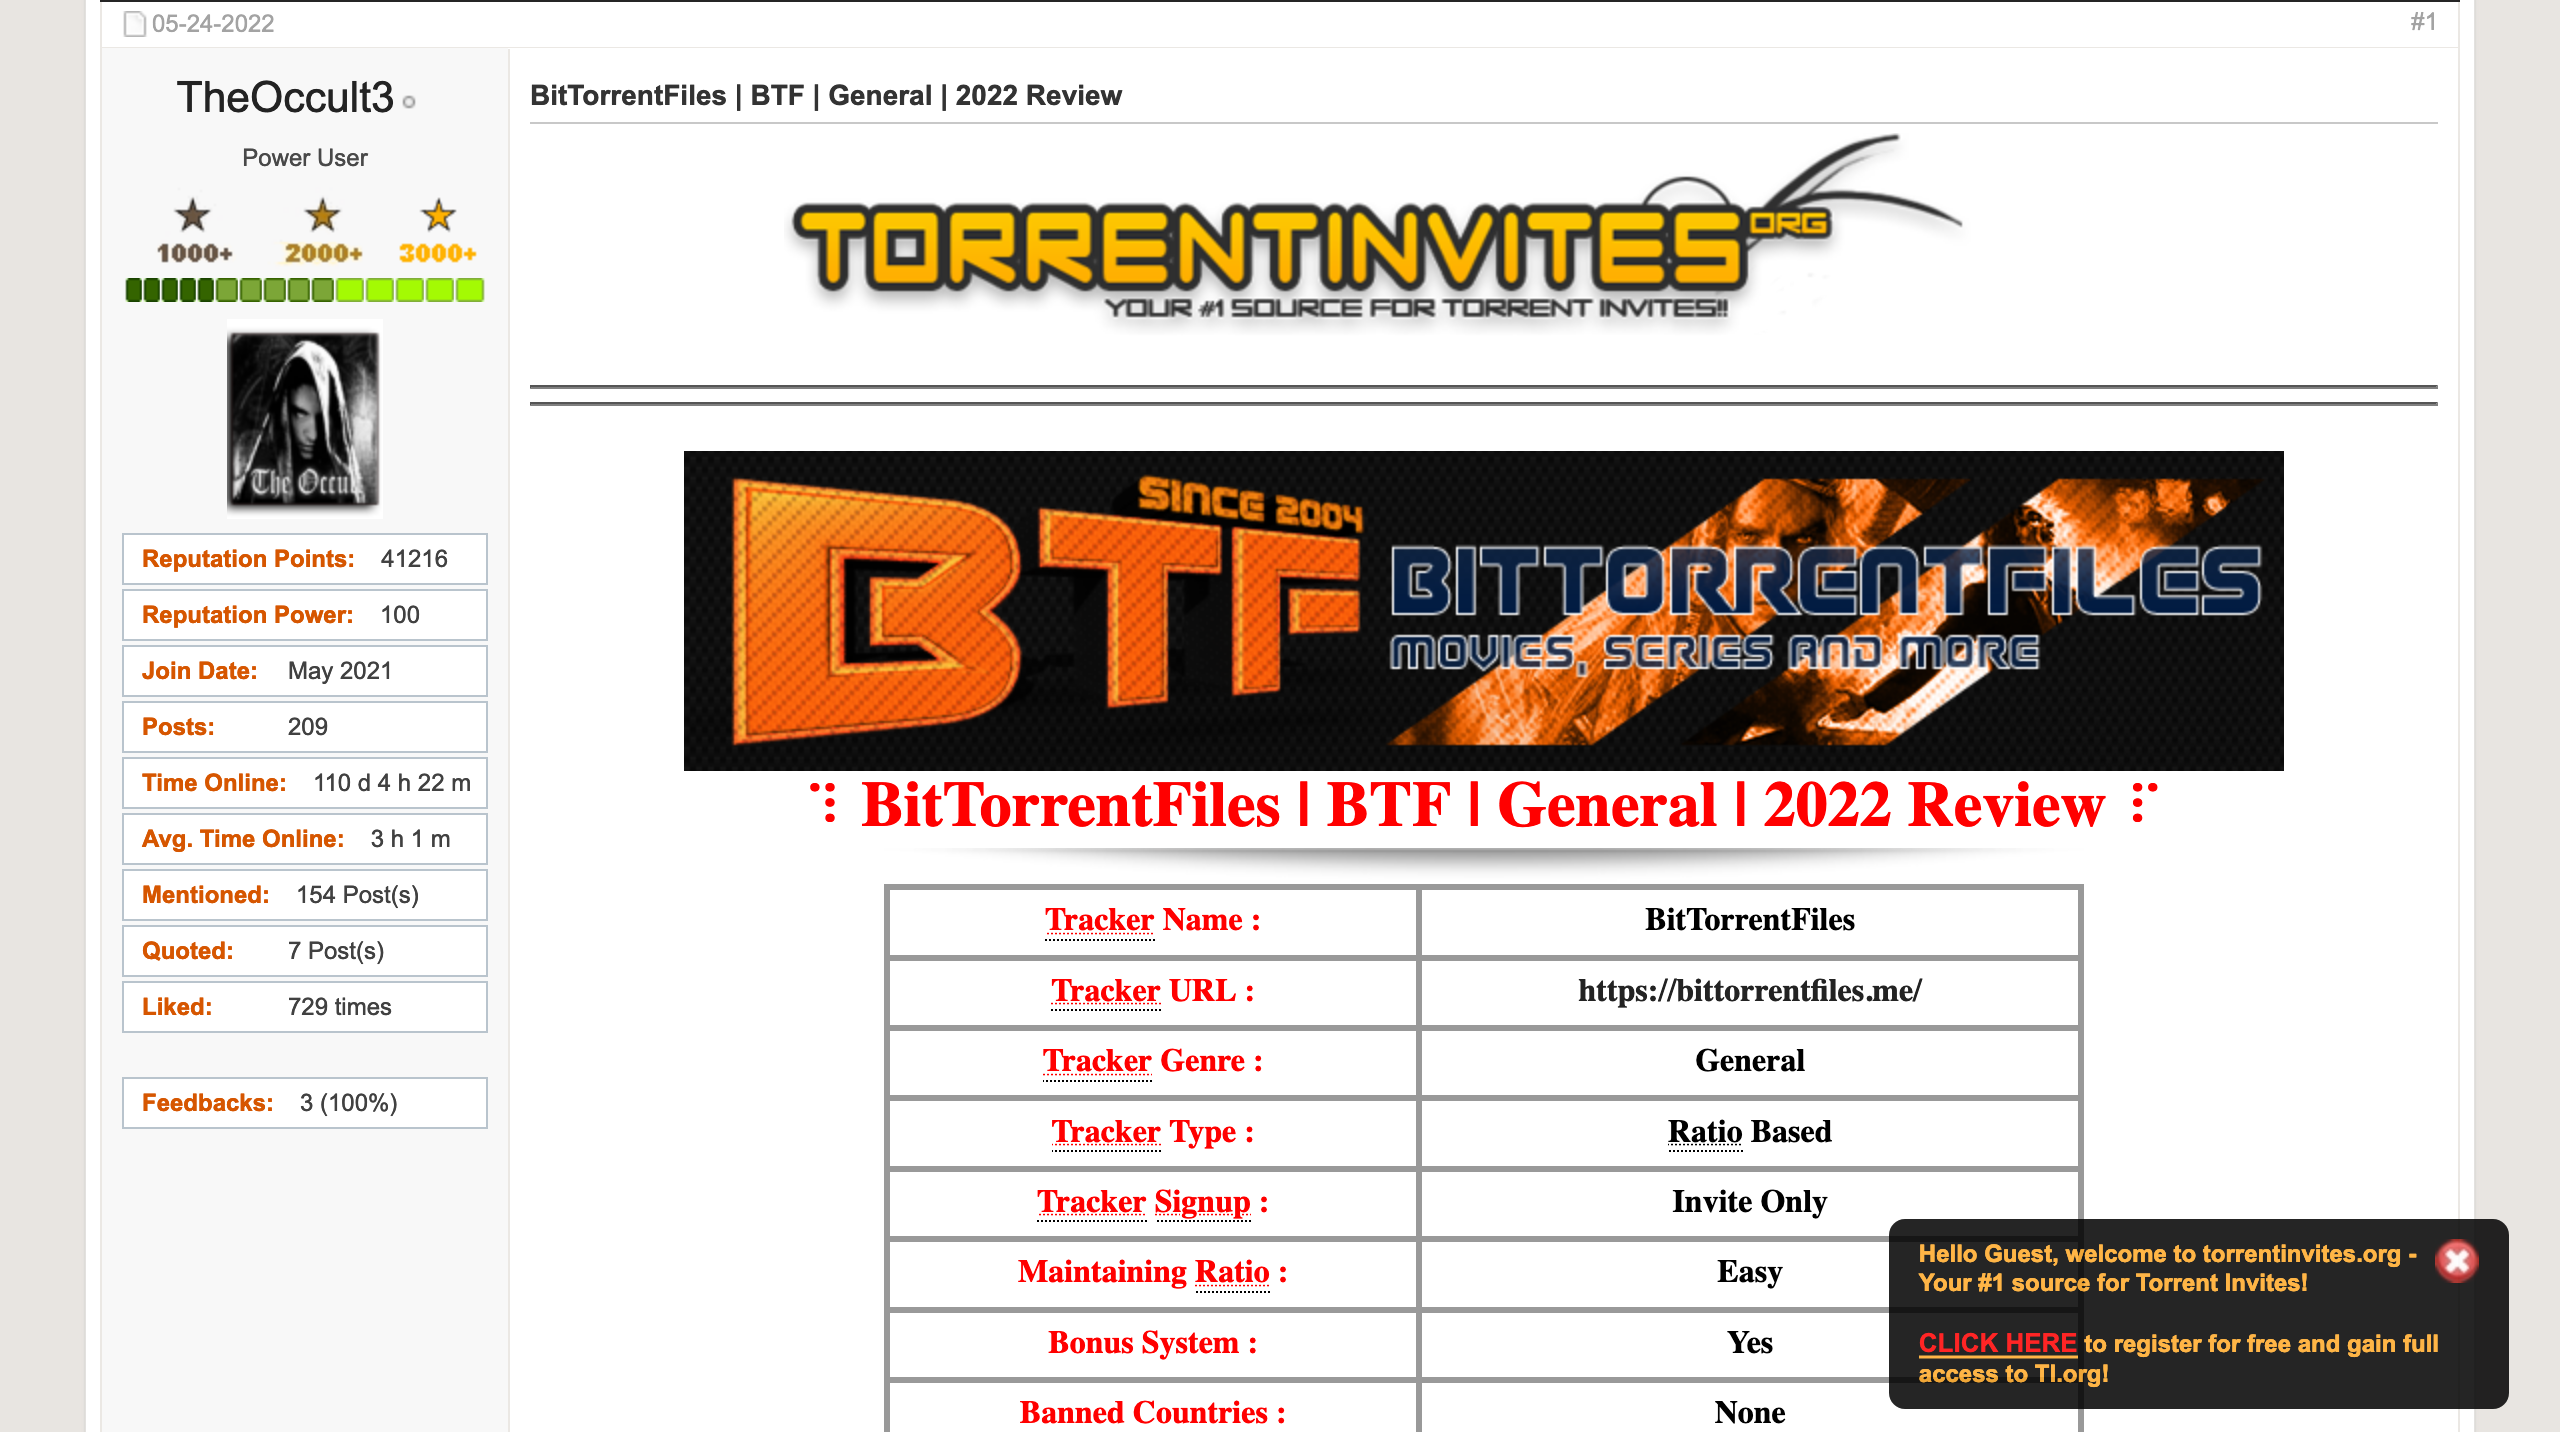 05-24-2022
#1
TheOccult3
Power User
1000+ 2000+ 3000+
The Occult
Reputation Points: 41216
Reputation Power: 100
Join Date: May 2021
Posts: 209
Time Online: 110 d 4 h 22 m
Avg. Time Online: 3 h 1 m
Mentioned: 154 Post(s)
Quoted: 7 Post(s)
Liked: 729 times
Feedbacks: 3 (100%)
BitTorrentFiles | BTF | General | 2022 Review
TORRENTINVITES ORG
YOUR #1 SOURCE FOR TORRENT INVITES!!
SINCE 2004
BTF
BITTORRENTFILES
MOVIES, SERIES AND MORE
BitTorrentFiles | BTF | General | 2022 Review
Tracker Name : BitTorrentFiles
Tracker URL : https://bittorrentfiles.me/
Tracker Genre : General
Tracker Type : Ratio Based
Tracker Signup : Invite Only
Maintaining Ratio : Easy
Bonus System : Yes
Banned Countries : None
Hello Guest, welcome to torrentinvites.org -
Your #1 source for Torrent Invites!
CLICK HERE to register for free and gain full
access to TI.org!